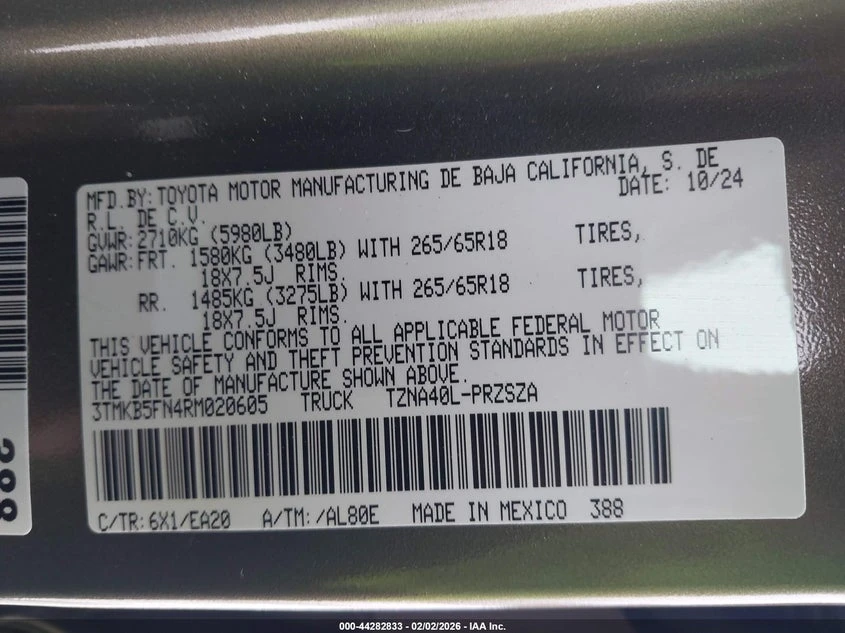 MFD.BY:TOYOTA MOTOR MANUFACTURING DE BAJA CALIFORNIA, S. DE
R.L. DE C.V. DATE: 10/24
GVWR:2710KG (5980LB)
GAWR:FRT. 1580KG (3480LB) WITH 265/65R18 TIRES,
18X7.5J RIMS.
RR. 1485KG (3275LB) WITH 265/65R18 TIRES,
18X7.5J RIMS.
THIS VEHICLE CONFORMS TO ALL APPLICABLE FEDERAL MOTOR
VEHICLE SAFETY AND THEFT PREVENTION STANDARDS IN EFFECT ON
THE DATE OF MANUFACTURE SHOWN ABOVE.
3TMKB5FN4RM020605 TRUCK TZNA40L-PRZSZA
C/TR:6X1/EA20 A/TM:/AL80E MADE IN MEXICO 388
288
000-44282833 - 02/02/2026 - IAA Inc.